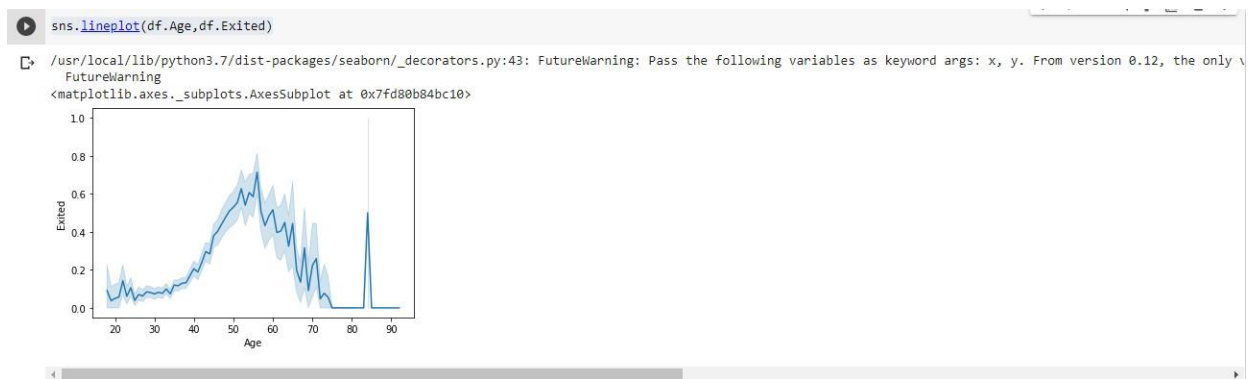 sns.lineplot(df.Age,df.Exited)
/usr/local/lib/python3.7/dist-packages/seaborn/_decorators.py:43: FutureWarning: Pass the following variables as keyword args: x, y. From version 0.12, the only
FutureWarning
<matplotlib.axes._subplots.AxesSubplot at 0x7fd80b84bc10>
1.0
0.8
0.6
0.4
0.2
0.0
Exited
20 30 40 50 60 70 80 90
Age